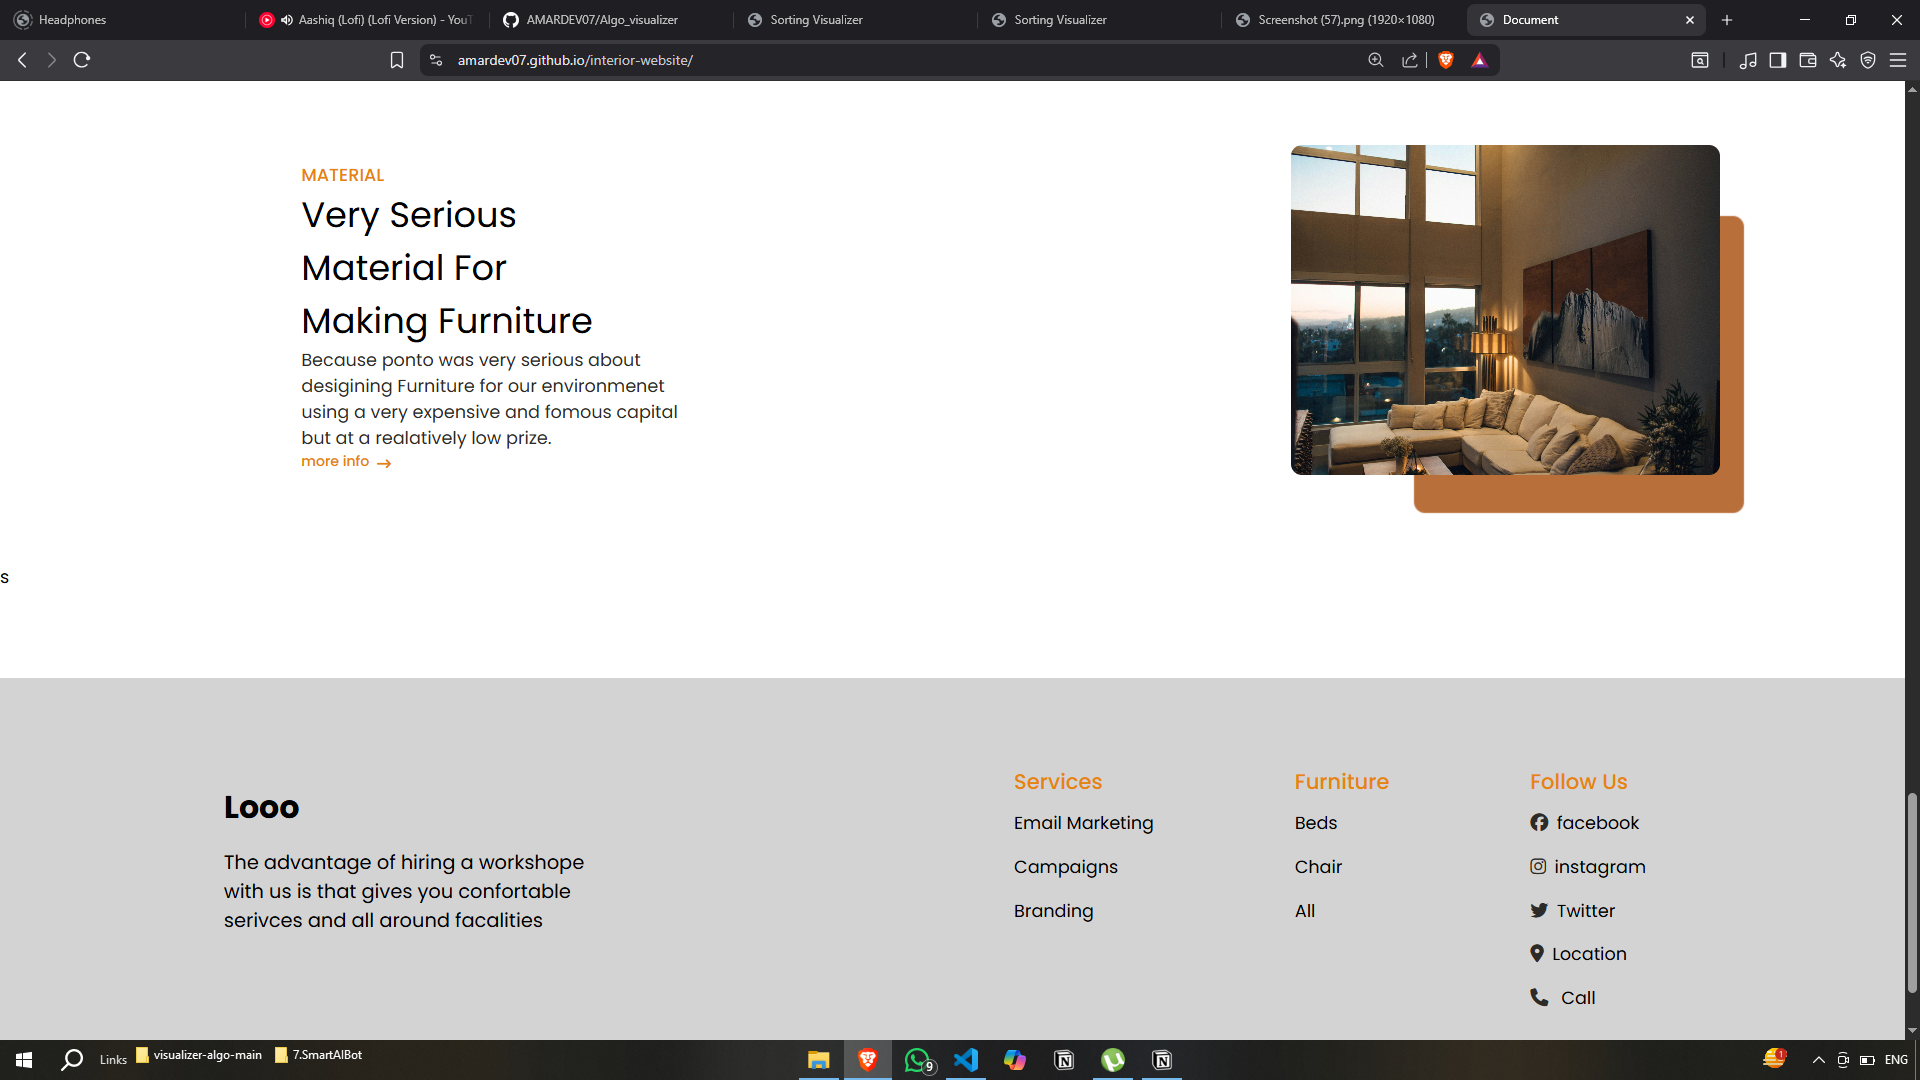 Headphones
Aashiq (Lofi) (Lofi Version) - YouT
AMARDEV07/Algo_visualizer
Sorting Visualizer
Sorting Visualizer
Screenshot (57).png (1920×1080)
Document
amardev07.github.io/interior-website/
MATERIAL
Very Serious
Material For
Making Furniture
Because ponto was very serious about
desigining Furniture for our environmenet
using a very expensive and fomous capital
but at a realatively low prize.
more info →
s
Looo
The advantage of hiring a workshope
with us is that gives you confortable
serivces and all around facalities
Services
Email Marketing
Campaigns
Branding
Furniture
Beds
Chair
All
Follow Us
facebook
instagram
Twitter
Location
Call
Links
visualizer-algo-main
7.SmartAIBot
9
1
ENG